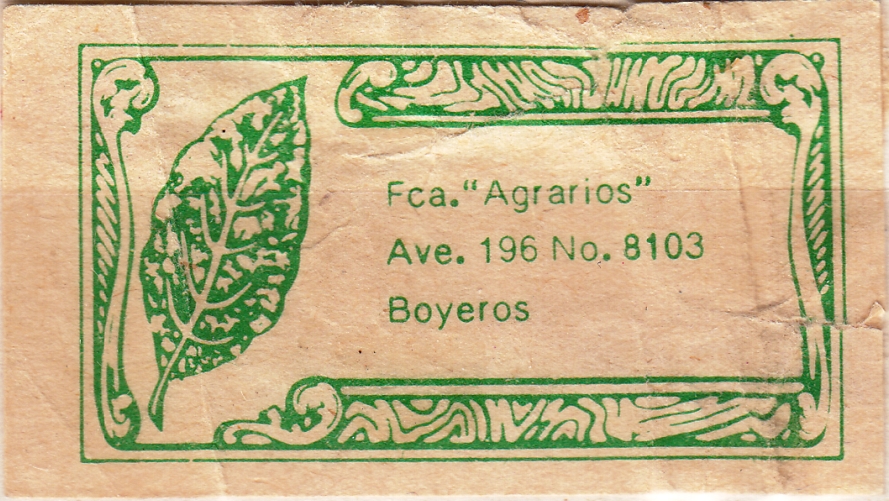 Fca. "Agrarios"
Ave. 196 No. 8103
Boyeros